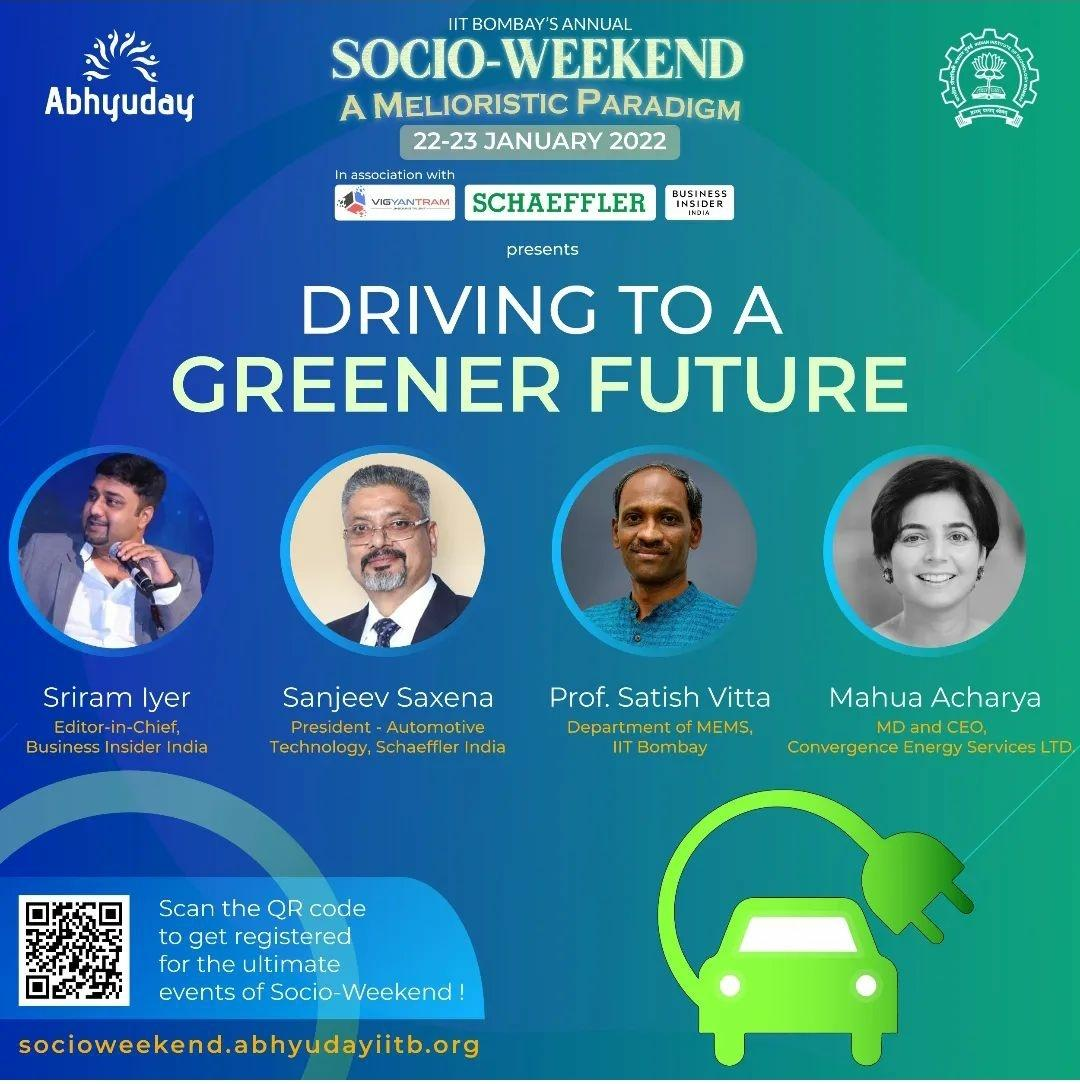 IIT BOMBAY'S ANNUAL
SOCIO-WEEKEND
A MELIORISTIC PARADIGM
22-23 JANUARY 2022
Abhyuday
In association with
VIGYANTRAM
SCHAEFFLER
BUSINESS
INSIDER
INDIA
presents
DRIVING TO A
GREENER FUTURE
Sriram Iyer
Editor-in-Chief,
Business Insider India
Sanjeev Saxena
President - Automotive
Technology, Schaeffler India
Prof. Satish Vitta
Department of MEMS,
IIT Bombay
Mahua Acharya
MD and CEO,
Convergence Energy Services LTD.
Scan the QR code
to get registered
for the ultimate
events of Socio-Weekend !
socioweekend.abhyudayiitb.org